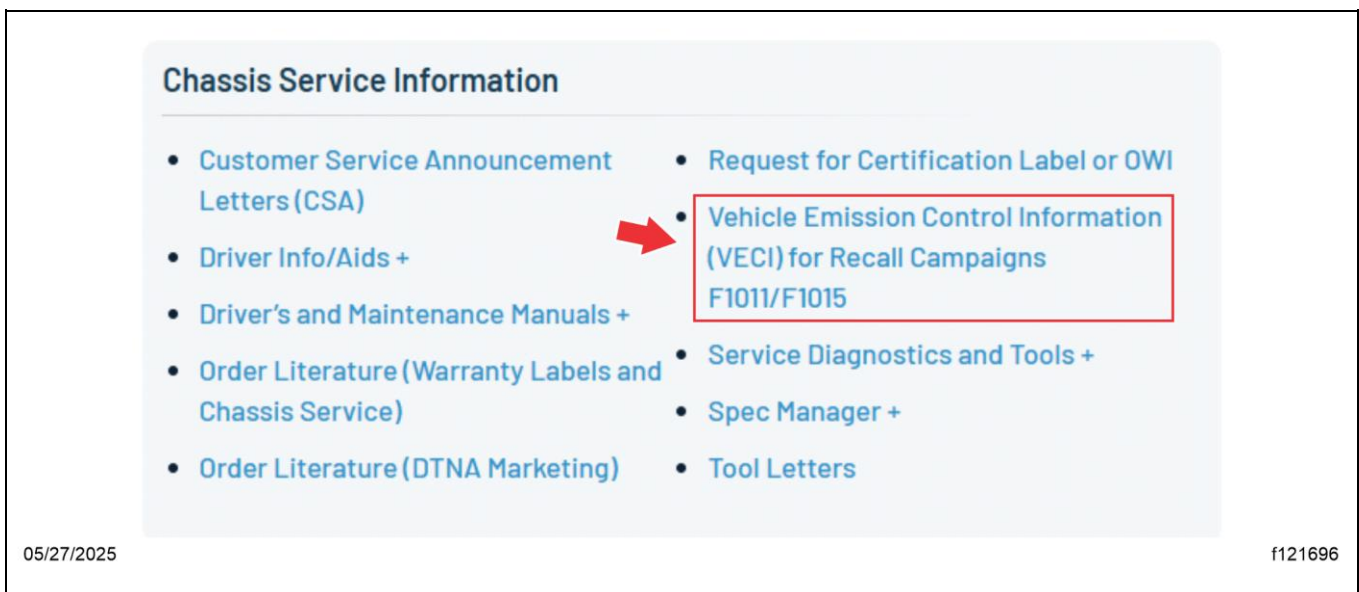 Chassis Service Information
• Customer Service Announcement
Letters (CSA)
• Driver Info/Aids +
• Driver's and Maintenance Manuals +
• Order Literature (Warranty Labels and
Chassis Service)
• Order Literature (DTNA Marketing)
• Request for Certification Label or OWI
• Vehicle Emission Control Information
(VECI) for Recall Campaigns
F1011/F1015
• Service Diagnostics and Tools +
• Spec Manager +
• Tool Letters
05/27/2025
f121696